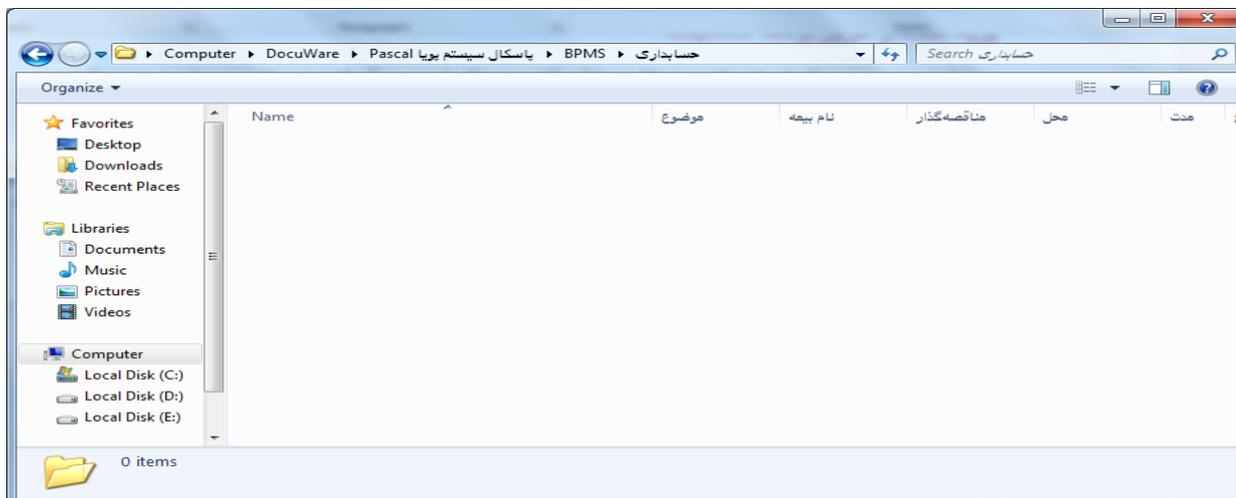 Computer DocuWare Pascal پاسکال سیستم پویا BPMS حسابداری
Search حسابداری
Organize
Name موضوع نام بیمه مناقصه‌گذار محل مدت
Favorites
Desktop
Downloads
Recent Places
Libraries
Documents
Music
Pictures
Videos
Computer
Local Disk (C:)
Local Disk (D:)
Local Disk (E:)
0 items